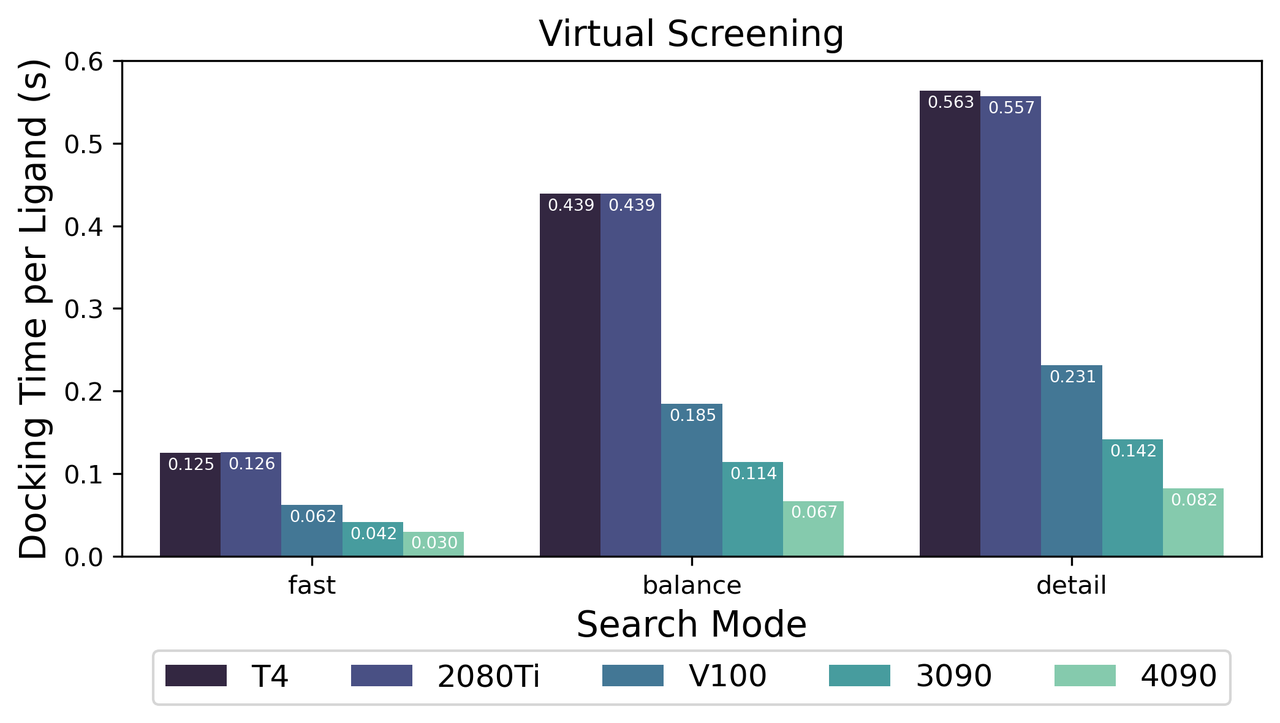 Virtual Screening
Docking Time per Ligand (s)
0.6
0.5
0.4
0.3
0.2
0.1
0.0
0.125 0.126 0.062 0.042 0.030
0.439 0.439 0.185 0.114 0.067
0.563 0.557 0.231 0.142 0.082
fast balance detail
Search Mode
T4 2080Ti V100 3090 4090